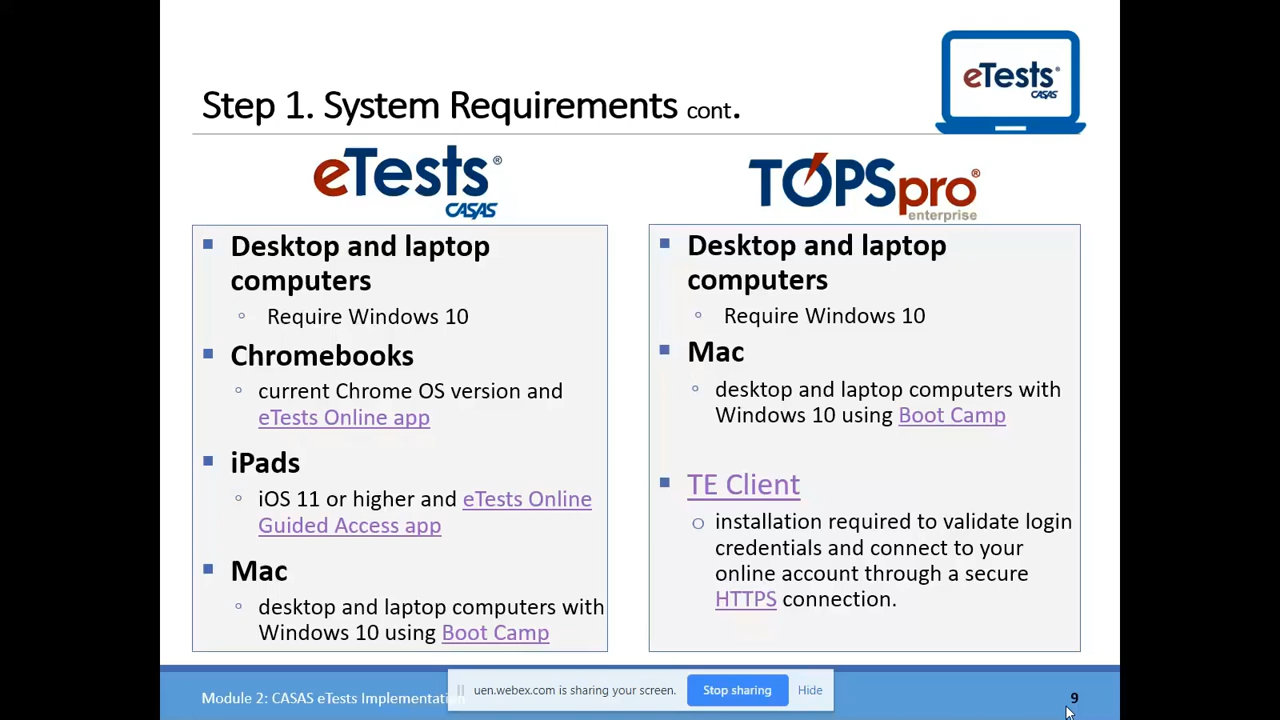 eTests®
CASAS
Step 1. System Requirements cont.
eTests®
CASAS
Desktop and laptop
computers
Require Windows 10
Chromebooks
current Chrome OS version and
eTests Online app
iPads
iOS 11 or higher and eTests Online
Guided Access app
Mac
desktop and laptop computers with
Windows 10 using Boot Camp
TOPSpro®
enterprise
Desktop and laptop
computers
Require Windows 10
Mac
desktop and laptop computers with
Windows 10 using Boot Camp
TE Client
installation required to validate login
credentials and connect to your
online account through a secure
HTTPS connection.
Module 2: CASAS eTests
uen.webex.com is sharing your screen. Stop sharing Hide
9